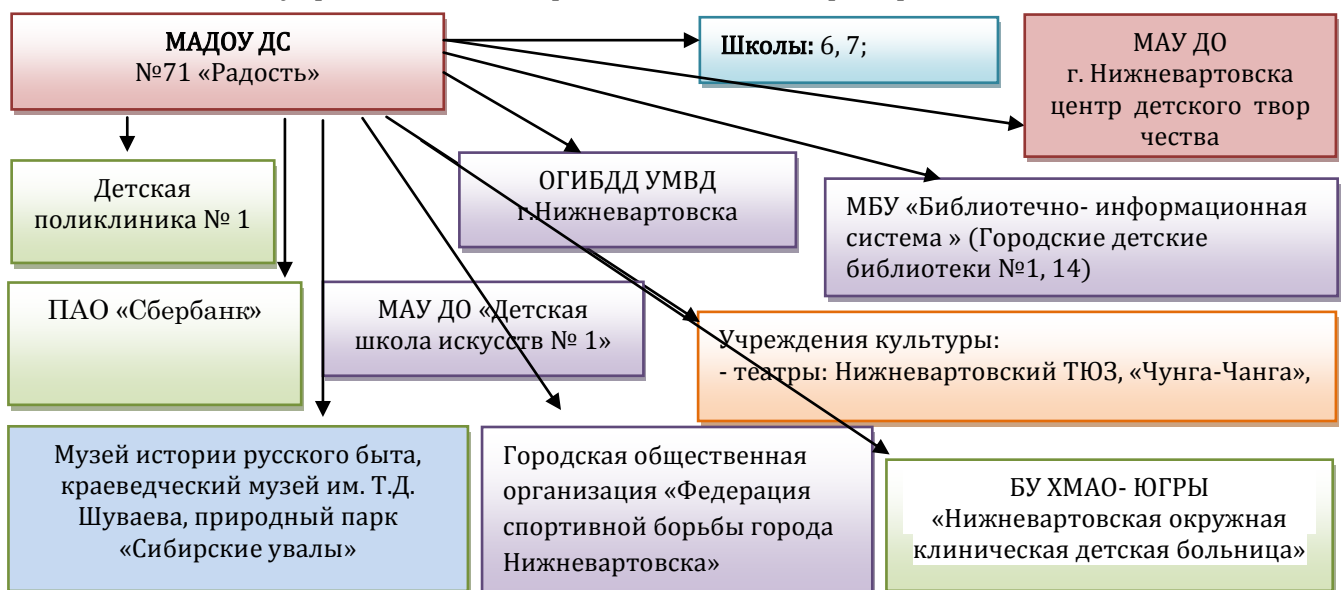 МАДОУ ДС
№71 «Радость»
Школы: 6, 7;
МАУ ДО
г. Нижневартовска
центр детского твор
чества
Детская
поликлиника № 1
ОГИБДД УМВД
г.Нижневартовска
МБУ «Библиотечно- информационная
система » (Городские детские
библиотеки №1, 14)
ПАО «Сбербанк»
МАУ ДО «Детская
школа искусств № 1»
Учреждения культуры:
- театры: Нижневартовский ТЮЗ, «Чунга-Чанга»,
Музей истории русского быта,
краеведческий музей им. Т.Д.
Шуваева, природный парк
«Сибирские увалы»
Городская общественная
организация «Федерация
спортивной борьбы города
Нижневартовска»
БУ ХМАО- ЮГРЫ
«Нижневартовская окружная
клиническая детская больница»